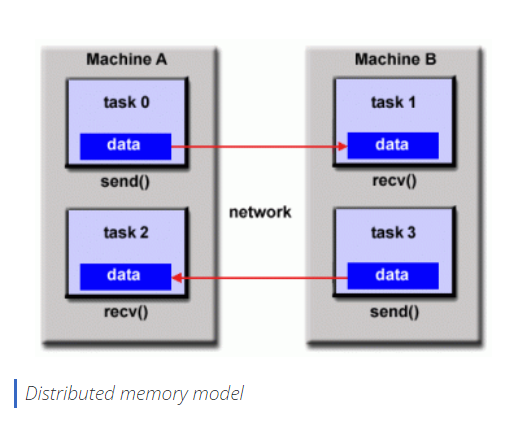 Machine A
task 0
data
send()
task 2
data
recv()
network
Machine B
task 1
data
recv()
task 3
data
send()
Distributed memory model